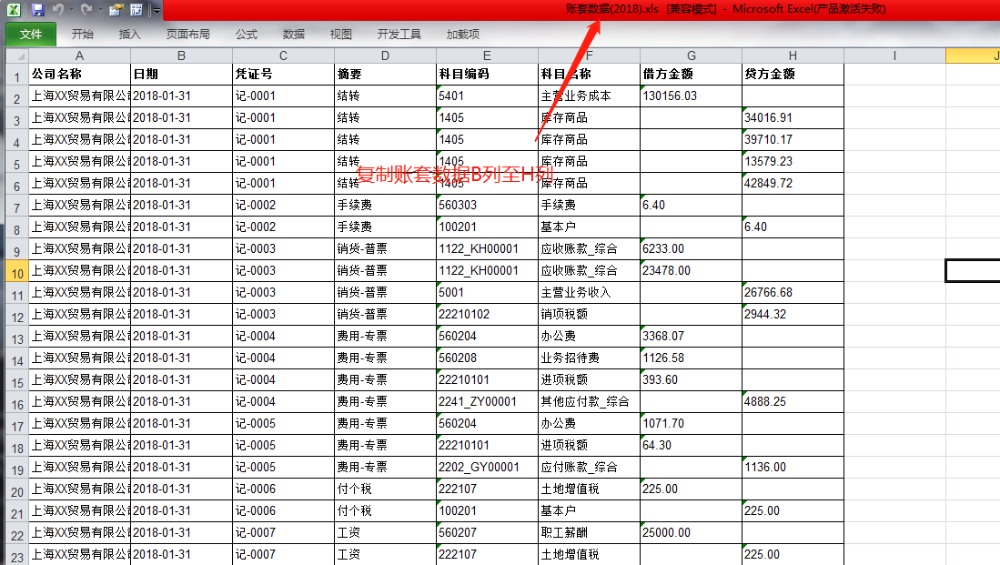 账套数据(2018).xls [兼容模式] - Microsoft Excel(产品激活失败)
文件 开始 插入 页面布局 公式 数据 视图 开发工具 加载项
A B C D E F G H I J
1 公司名称 日期 凭证号 摘要 科目编码 科目名称 借方金额 贷方金额
2 上海XX贸易有限公司 2018-01-31 记-0001 结转 5401 主营业务成本 130156.03
3 上海XX贸易有限公司 2018-01-31 记-0001 结转 1405 库存商品 34016.91
4 上海XX贸易有限公司 2018-01-31 记-0001 结转 1405 库存商品 39710.17
5 上海XX贸易有限公司 2018-01-31 记-0001 结转 1405 库存商品 13579.23
复制账套数据B列至H列
6 上海XX贸易有限公司 2018-01-31 记-0001 结转 1405 库存商品 42849.72
7 上海XX贸易有限公司 2018-01-31 记-0002 手续费 560303 手续费 6.40
8 上海XX贸易有限公司 2018-01-31 记-0002 手续费 100201 基本户 6.40
9 上海XX贸易有限公司 2018-01-31 记-0003 销货-普票 1122_KH00001 应收账款_综合 6233.00
10 上海XX贸易有限公司 2018-01-31 记-0003 销货-普票 1122_KH00001 应收账款_综合 23478.00
11 上海XX贸易有限公司 2018-01-31 记-0003 销货-普票 5001 主营业务收入 26766.68
12 上海XX贸易有限公司 2018-01-31 记-0003 销货-普票 22210102 销项税额 2944.32
13 上海XX贸易有限公司 2018-01-31 记-0004 费用-专票 560204 办公费 3368.07
14 上海XX贸易有限公司 2018-01-31 记-0004 费用-专票 560208 业务招待费 1126.58
15 上海XX贸易有限公司 2018-01-31 记-0004 费用-专票 22210101 进项税额 393.60
16 上海XX贸易有限公司 2018-01-31 记-0004 费用-专票 2241_ZY00001 其他应付款_综合 4888.25
17 上海XX贸易有限公司 2018-01-31 记-0005 费用-专票 560204 办公费 1071.70
18 上海XX贸易有限公司 2018-01-31 记-0005 费用-专票 22210101 进项税额 64.30
19 上海XX贸易有限公司 2018-01-31 记-0005 费用-专票 2202_GY00001 应付账款_综合 1136.00
20 上海XX贸易有限公司 2018-01-31 记-0006 付个税 222107 土地增值税 225.00
21 上海XX贸易有限公司 2018-01-31 记-0006 付个税 100201 基本户 225.00
22 上海XX贸易有限公司 2018-01-31 记-0007 工资 560207 职工薪酬 25000.00
23 上海XX贸易有限公司 2018-01-31 记-0007 工资 222107 土地增值税 225.00